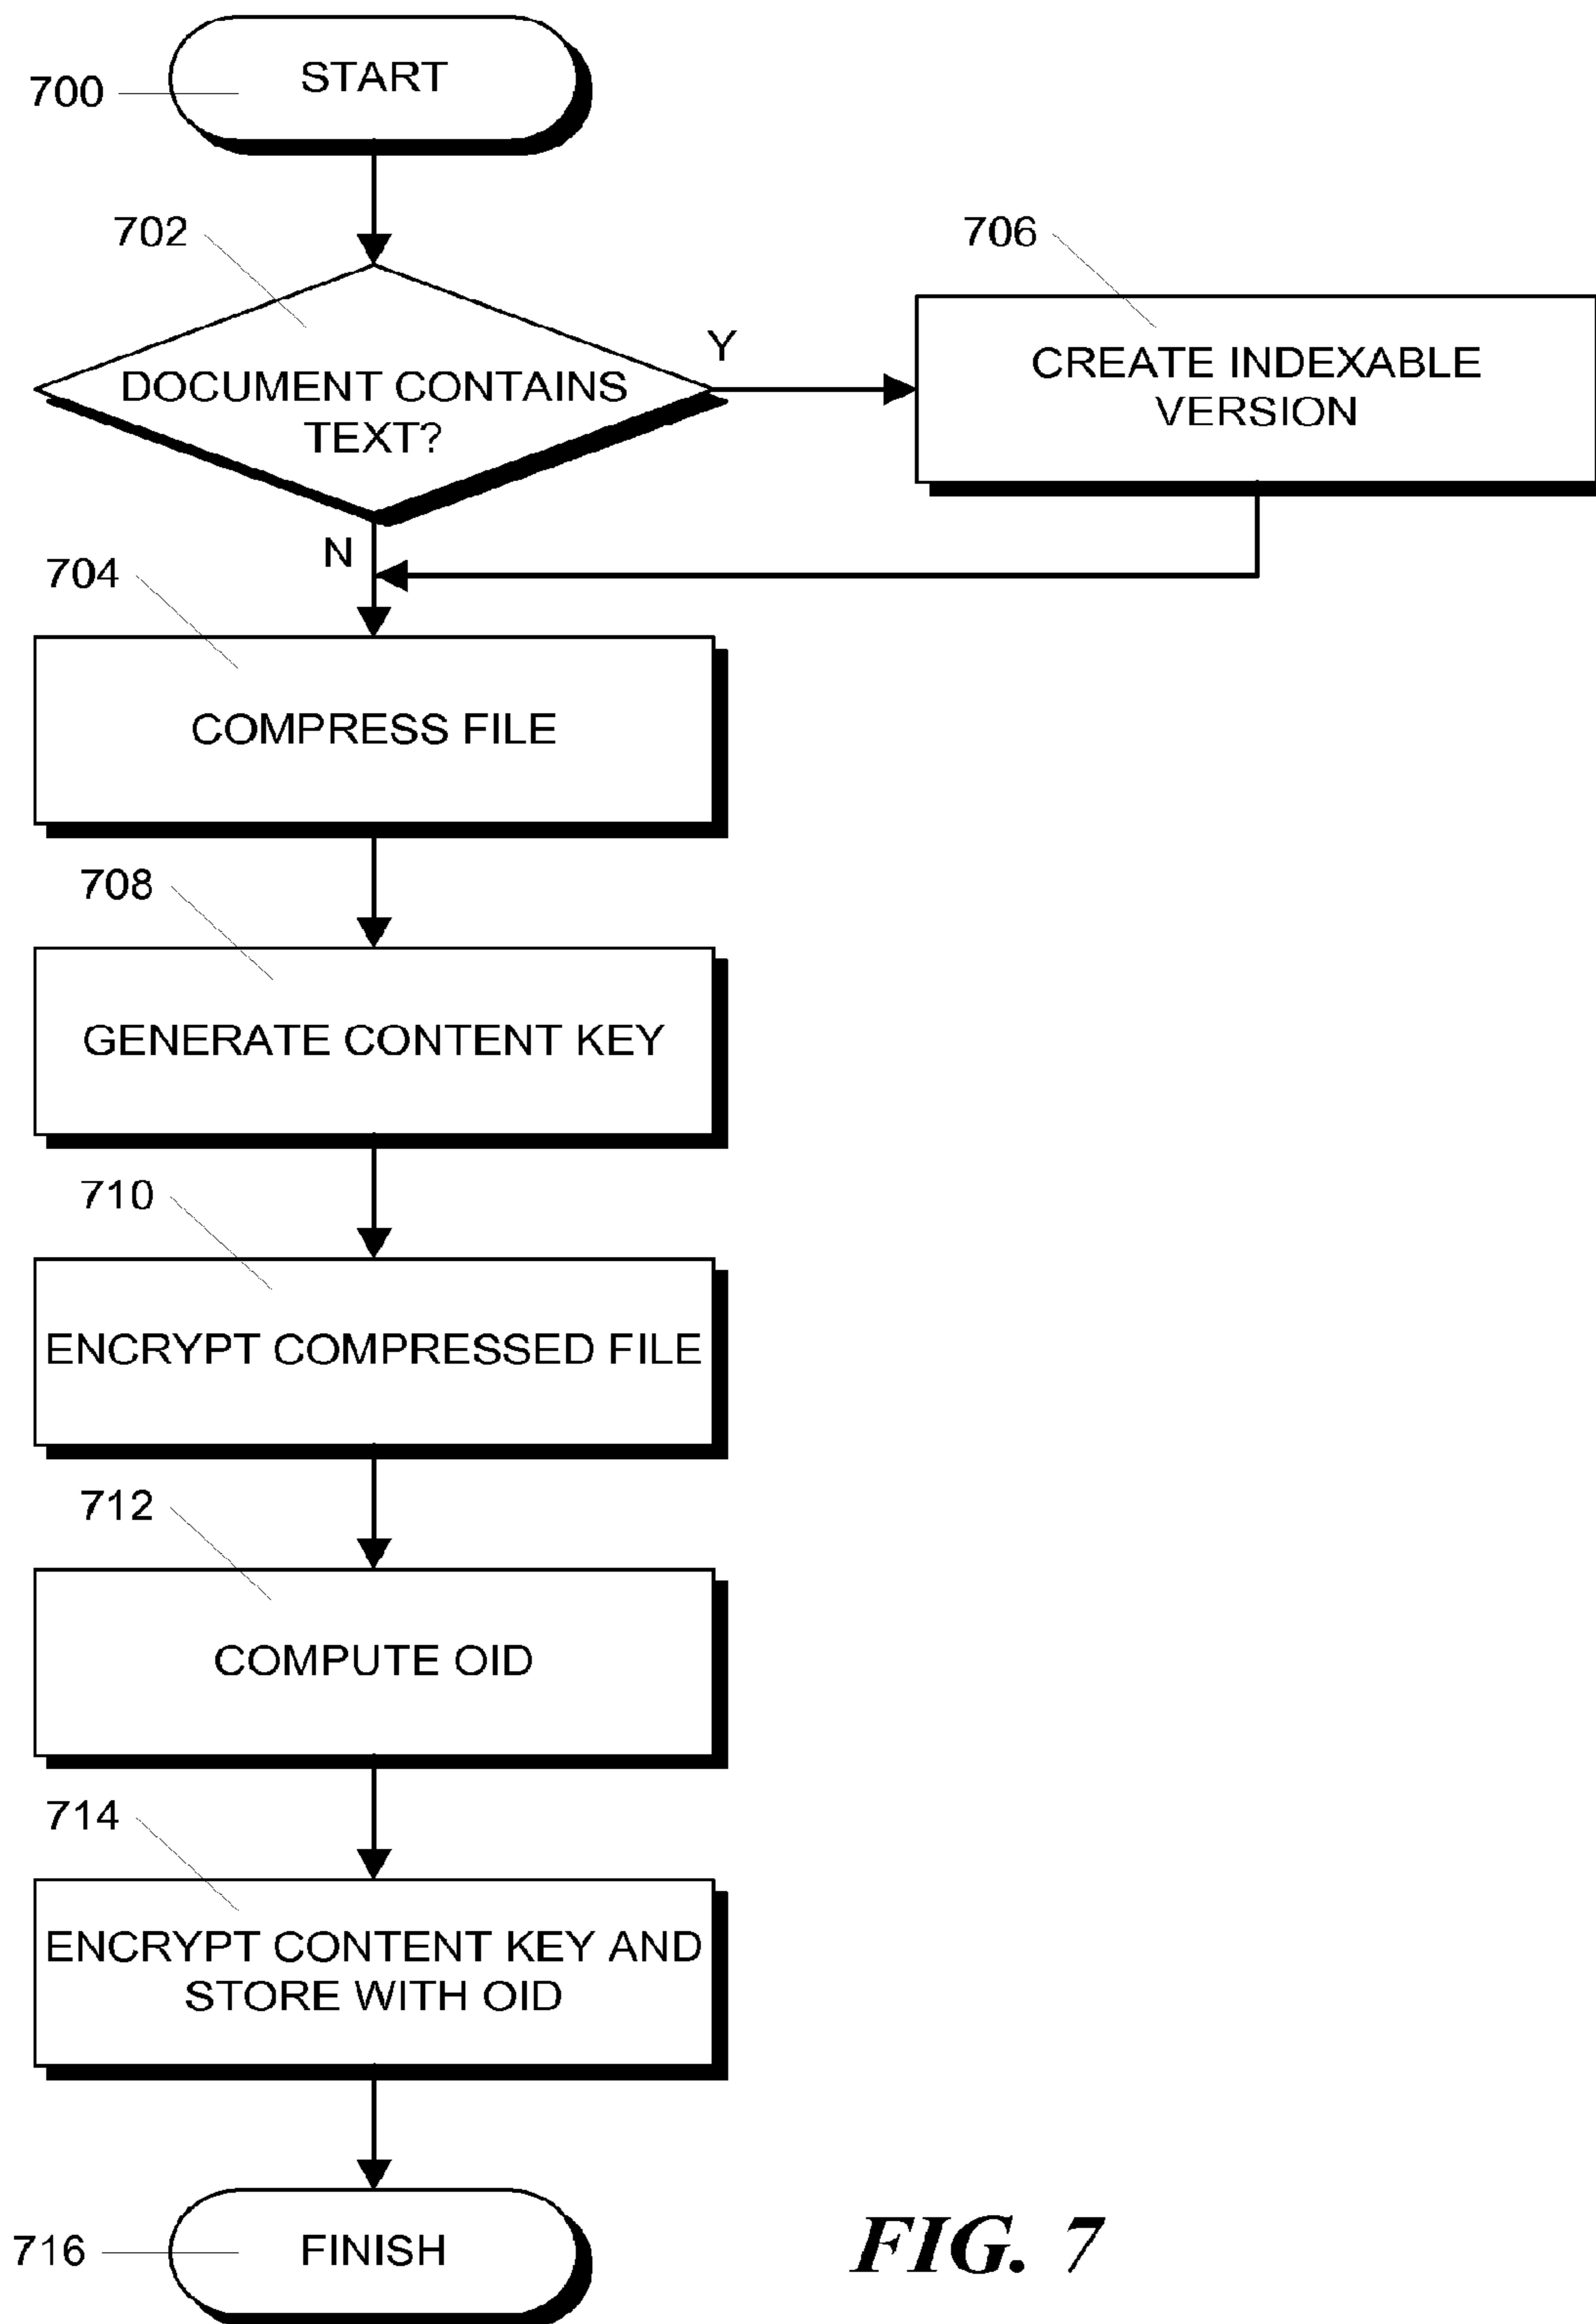 700
START
702
DOCUMENT CONTAINS
TEXT?
Y
706
CREATE INDEXABLE
VERSION
N
704
COMPRESS FILE
708
GENERATE CONTENT KEY
710
ENCRYPT COMPRESSED FILE
712
COMPUTE OID
714
ENCRYPT CONTENT KEY AND
STORE WITH OID
716
FINISH
FIG. 7